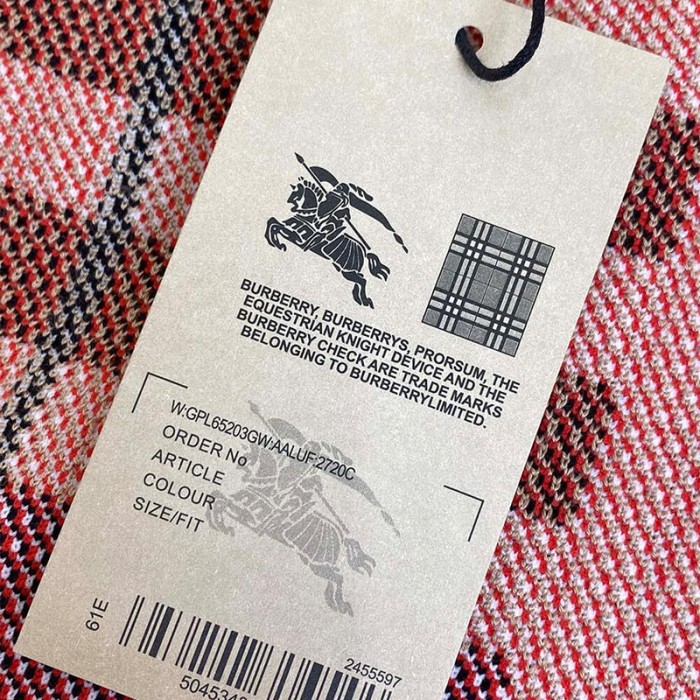 BURBERRY, BURBERRYS, PRORSUM, THE
EQUESTRIAN KNIGHT DEVICE AND THE
BURBERRY CHECK ARE TRADE MARKS
BELONGING TO BURBERRYLIMITED.
W:GPL65203GW:AALUF:2720C
ORDER No
ARTICLE
COLOUR
SIZE/FIT
61E
2455597